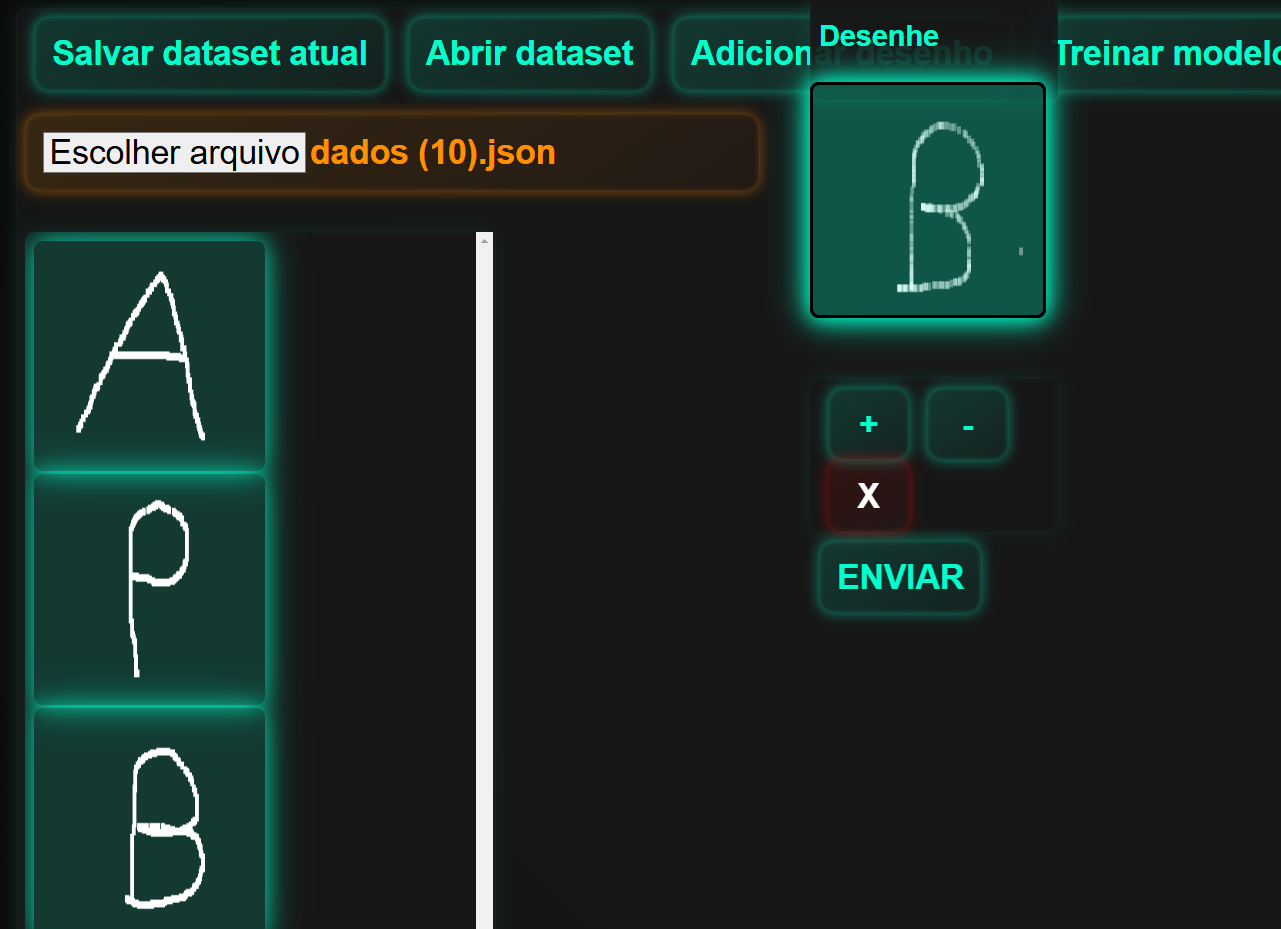 Salvar dataset atual
Abrir dataset
Adicionar desenho
Treinar modelo
Desenhe
Escolher arquivo dados (10).json
B
A
P
B
+
-
X
ENVIAR